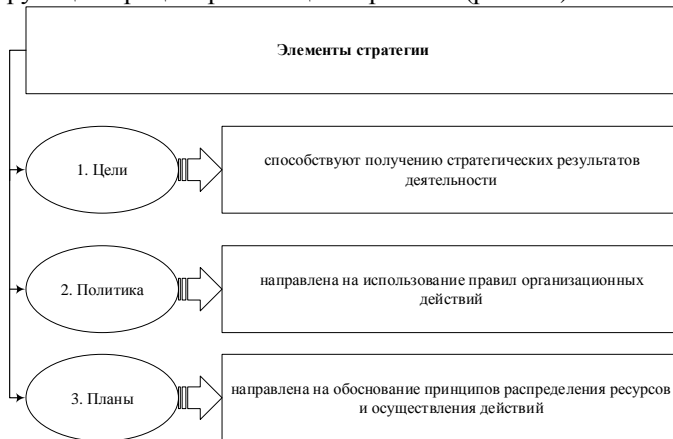 Элементы стратегии
1. Цели
способствуют получению стратегических результатов
деятельности
2. Политика
направлена на использование правил организационных
действий
3. Планы
направлена на обоснование принципов распределения ресурсов
и осуществления действий